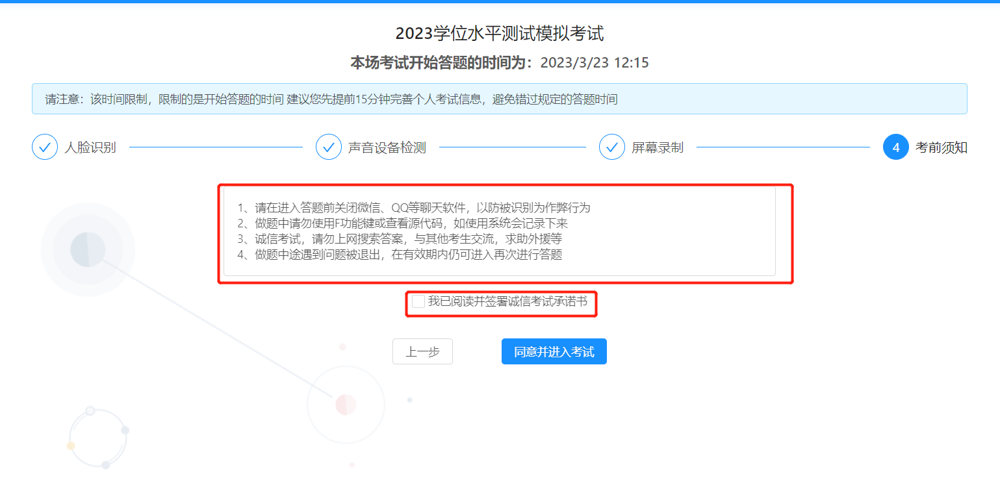 2023学位水平测试模拟考试
本场考试开始答题的时间为：2023/3/23 12:15
请注意：该时间限制，限制的是开始答题的时间 建议您先提前15分钟完善个人考试信息，避免错过规定的答题时间
人脸识别 声音设备检测 屏幕录制 4 考前须知
1、请在进入答题前关闭微信、QQ等聊天软件，以防被识别为作弊行为
2、做题中请勿使用F功能键或查看源代码，如使用系统会记录下来
3、诚信考试，请勿上网搜索答案，与其他考生交流，求助外援等
4、做题中途遇到问题被退出，在有效期内仍可进入再次进行答题
我已阅读并签署诚信考试承诺书
上一步 同意并进入考试